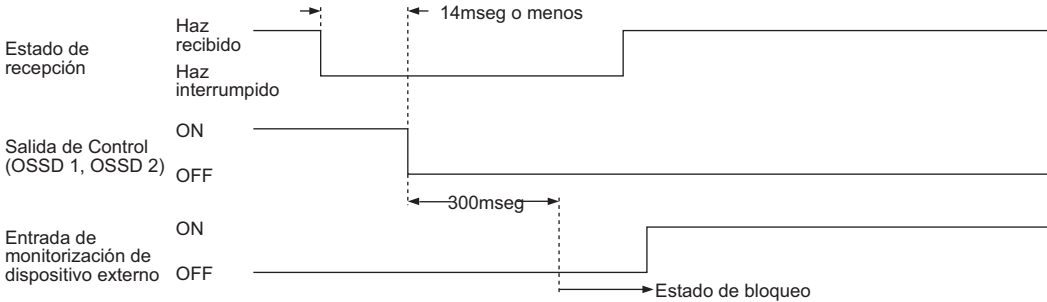 14mseg o menos
Estado de
recepción
Haz
recibido
Haz
interrumpido
Salida de Control
(OSSD 1, OSSD 2)
ON
OFF
300mseg
Entrada de
monitorización de
dispositivo externo
ON
OFF
Estado de bloqueo